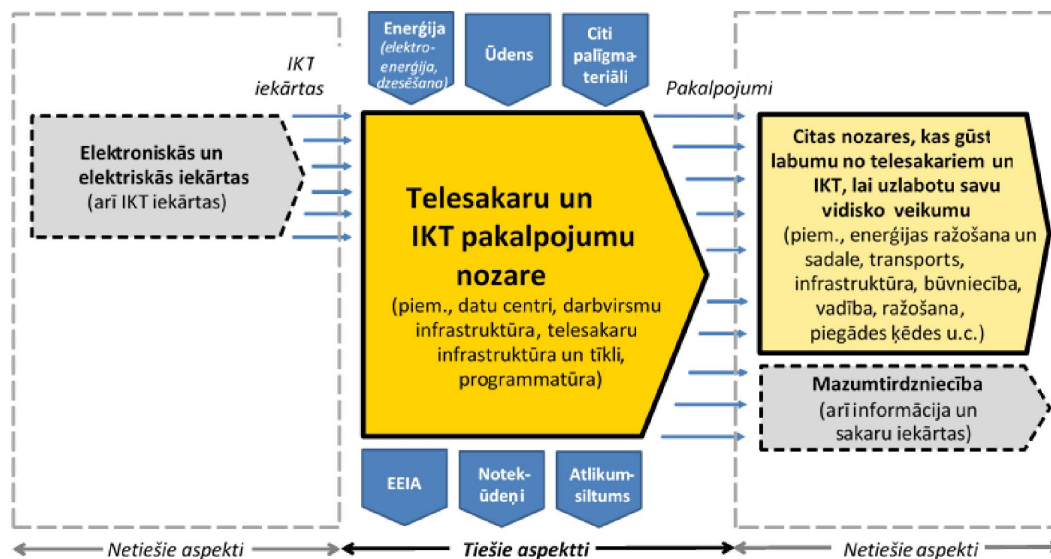 IKT
iekārtas
Elektroniskās un
elektriskās iekārtas
(arī IKT iekārtas)
Enerģija
(elektro-
enerģija,
dzesēšana)
Ūdens
Citi
palīgma-
teriāli
Telesakaru un
IKT pakalpojumu
nozare
(piem., datu centri, darbvirsmu
infrastruktūra, telesakaru
infrastruktūra un tīkli,
programmatūra)
EEIA
Notek-
ūdeņi
Atlikum-
siltums
Pakalpojumi
Citas nozares, kas gūst
labumu no telesakariem un
IKT, lai uzlabotu savu
vidisko veikumu
(piem., enerģijas ražošana un
sadale, transports,
infrastruktūra, būvniecība,
vadība, ražošana,
piegādes ķēdes u.c.)
Mazumtirdzniecība
(arī informācija un
sakaru iekārtas)
Netiešie aspekti
Tiešie aspektti
Netiešie aspekti